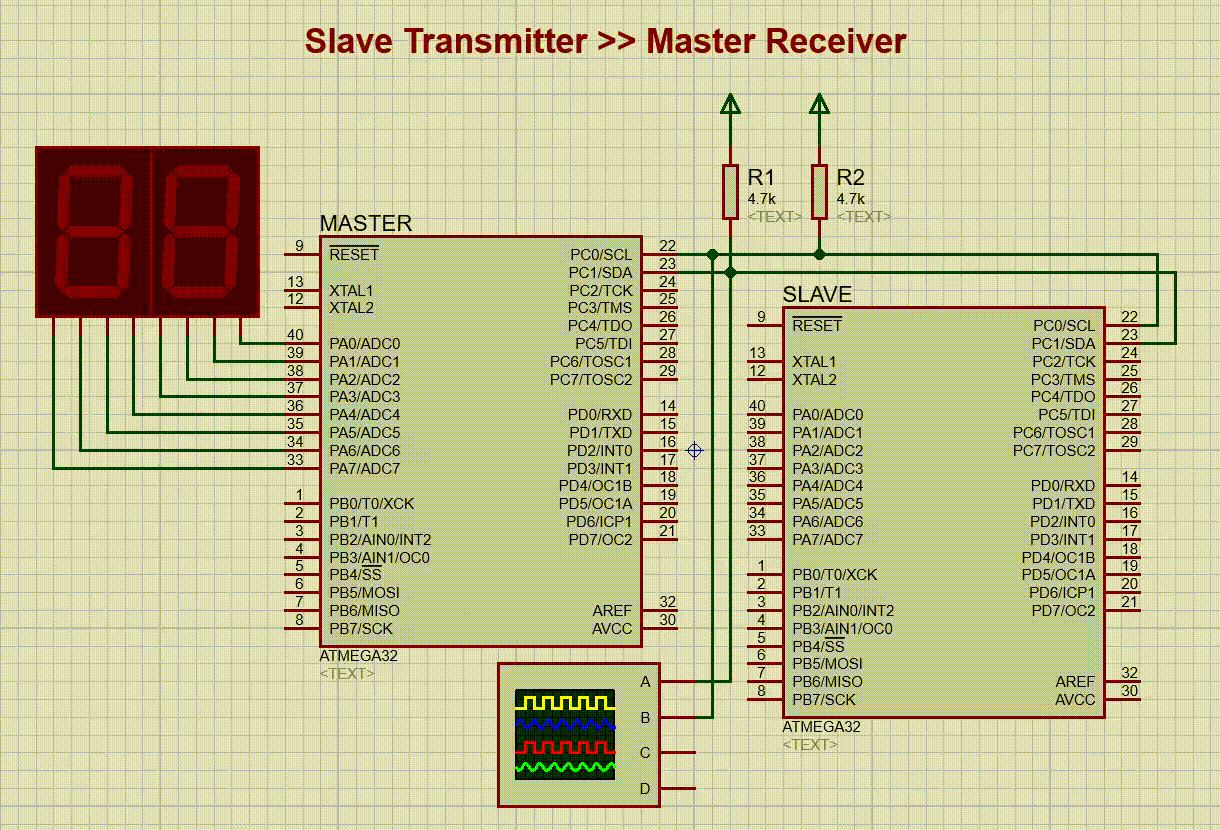 Slave Transmitter >> Master Receiver
R1
4.7k
<TEXT>
R2
4.7k
<TEXT>
MASTER
9 RESET PC0/SCL 22
PC1/SDA 23
13 XTAL1 PC2/TCK 24
12 XTAL2 PC3/TMS 25
PC4/TDO 26
40 PA0/ADC0 PC5/TDI 27
39 PA1/ADC1 PC6/TOSC1 28
38 PA2/ADC2 PC7/TOSC2 29
37 PA3/ADC3
36 PA4/ADC4 PD0/RXD 14
35 PA5/ADC5 PD1/TXD 15
34 PA6/ADC6 PD2/INT0 16
33 PA7/ADC7 PD3/INT1 17
PD4/OC1B 18
1 PB0/T0/XCK PD5/OC1A 19
2 PB1/T1 PD6/ICP1 20
3 PB2/AIN0/INT2 PD7/OC2 21
4 PB3/AIN1/OC0
5 PB4/SS
6 PB5/MOSI
7 PB6/MISO AREF 32
8 PB7/SCK AVCC 30
ATMEGA32
<TEXT>
SLAVE
9 RESET PC0/SCL 22
PC1/SDA 23
13 XTAL1 PC2/TCK 24
12 XTAL2 PC3/TMS 25
PC4/TDO 26
40 PA0/ADC0 PC5/TDI 27
39 PA1/ADC1 PC6/TOSC1 28
38 PA2/ADC2 PC7/TOSC2 29
37 PA3/ADC3
36 PA4/ADC4 PD0/RXD 14
35 PA5/ADC5 PD1/TXD 15
34 PA6/ADC6 PD2/INT0 16
33 PA7/ADC7 PD3/INT1 17
PD4/OC1B 18
1 PB0/T0/XCK PD5/OC1A 19
2 PB1/T1 PD6/ICP1 20
3 PB2/AIN0/INT2 PD7/OC2 21
4 PB3/AIN1/OC0
5 PB4/SS
6 PB5/MOSI
7 PB6/MISO AREF 32
8 PB7/SCK AVCC 30
ATMEGA32
<TEXT>
A
B
C
D